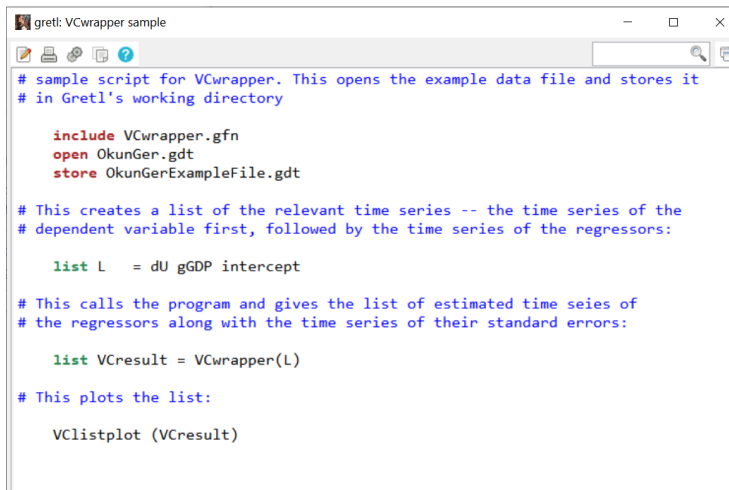 gretl: VCwrapper sample
# sample script for VCwrapper. This opens the example data file and stores it
# in Gretl's working directory
include VCwrapper.gfn
open OkunGer.gdt
store OkunGerExampleFile.gdt
# This creates a list of the relevant time series -- the time series of the
# dependent variable first, followed by the time series of the regressors:
list L   = dU gGDP intercept
# This calls the program and gives the list of estimated time seies of
# the regressors along with the time series of their standard errors:
list VCresult = VCwrapper(L)
# This plots the list:
VClistplot (VCresult)